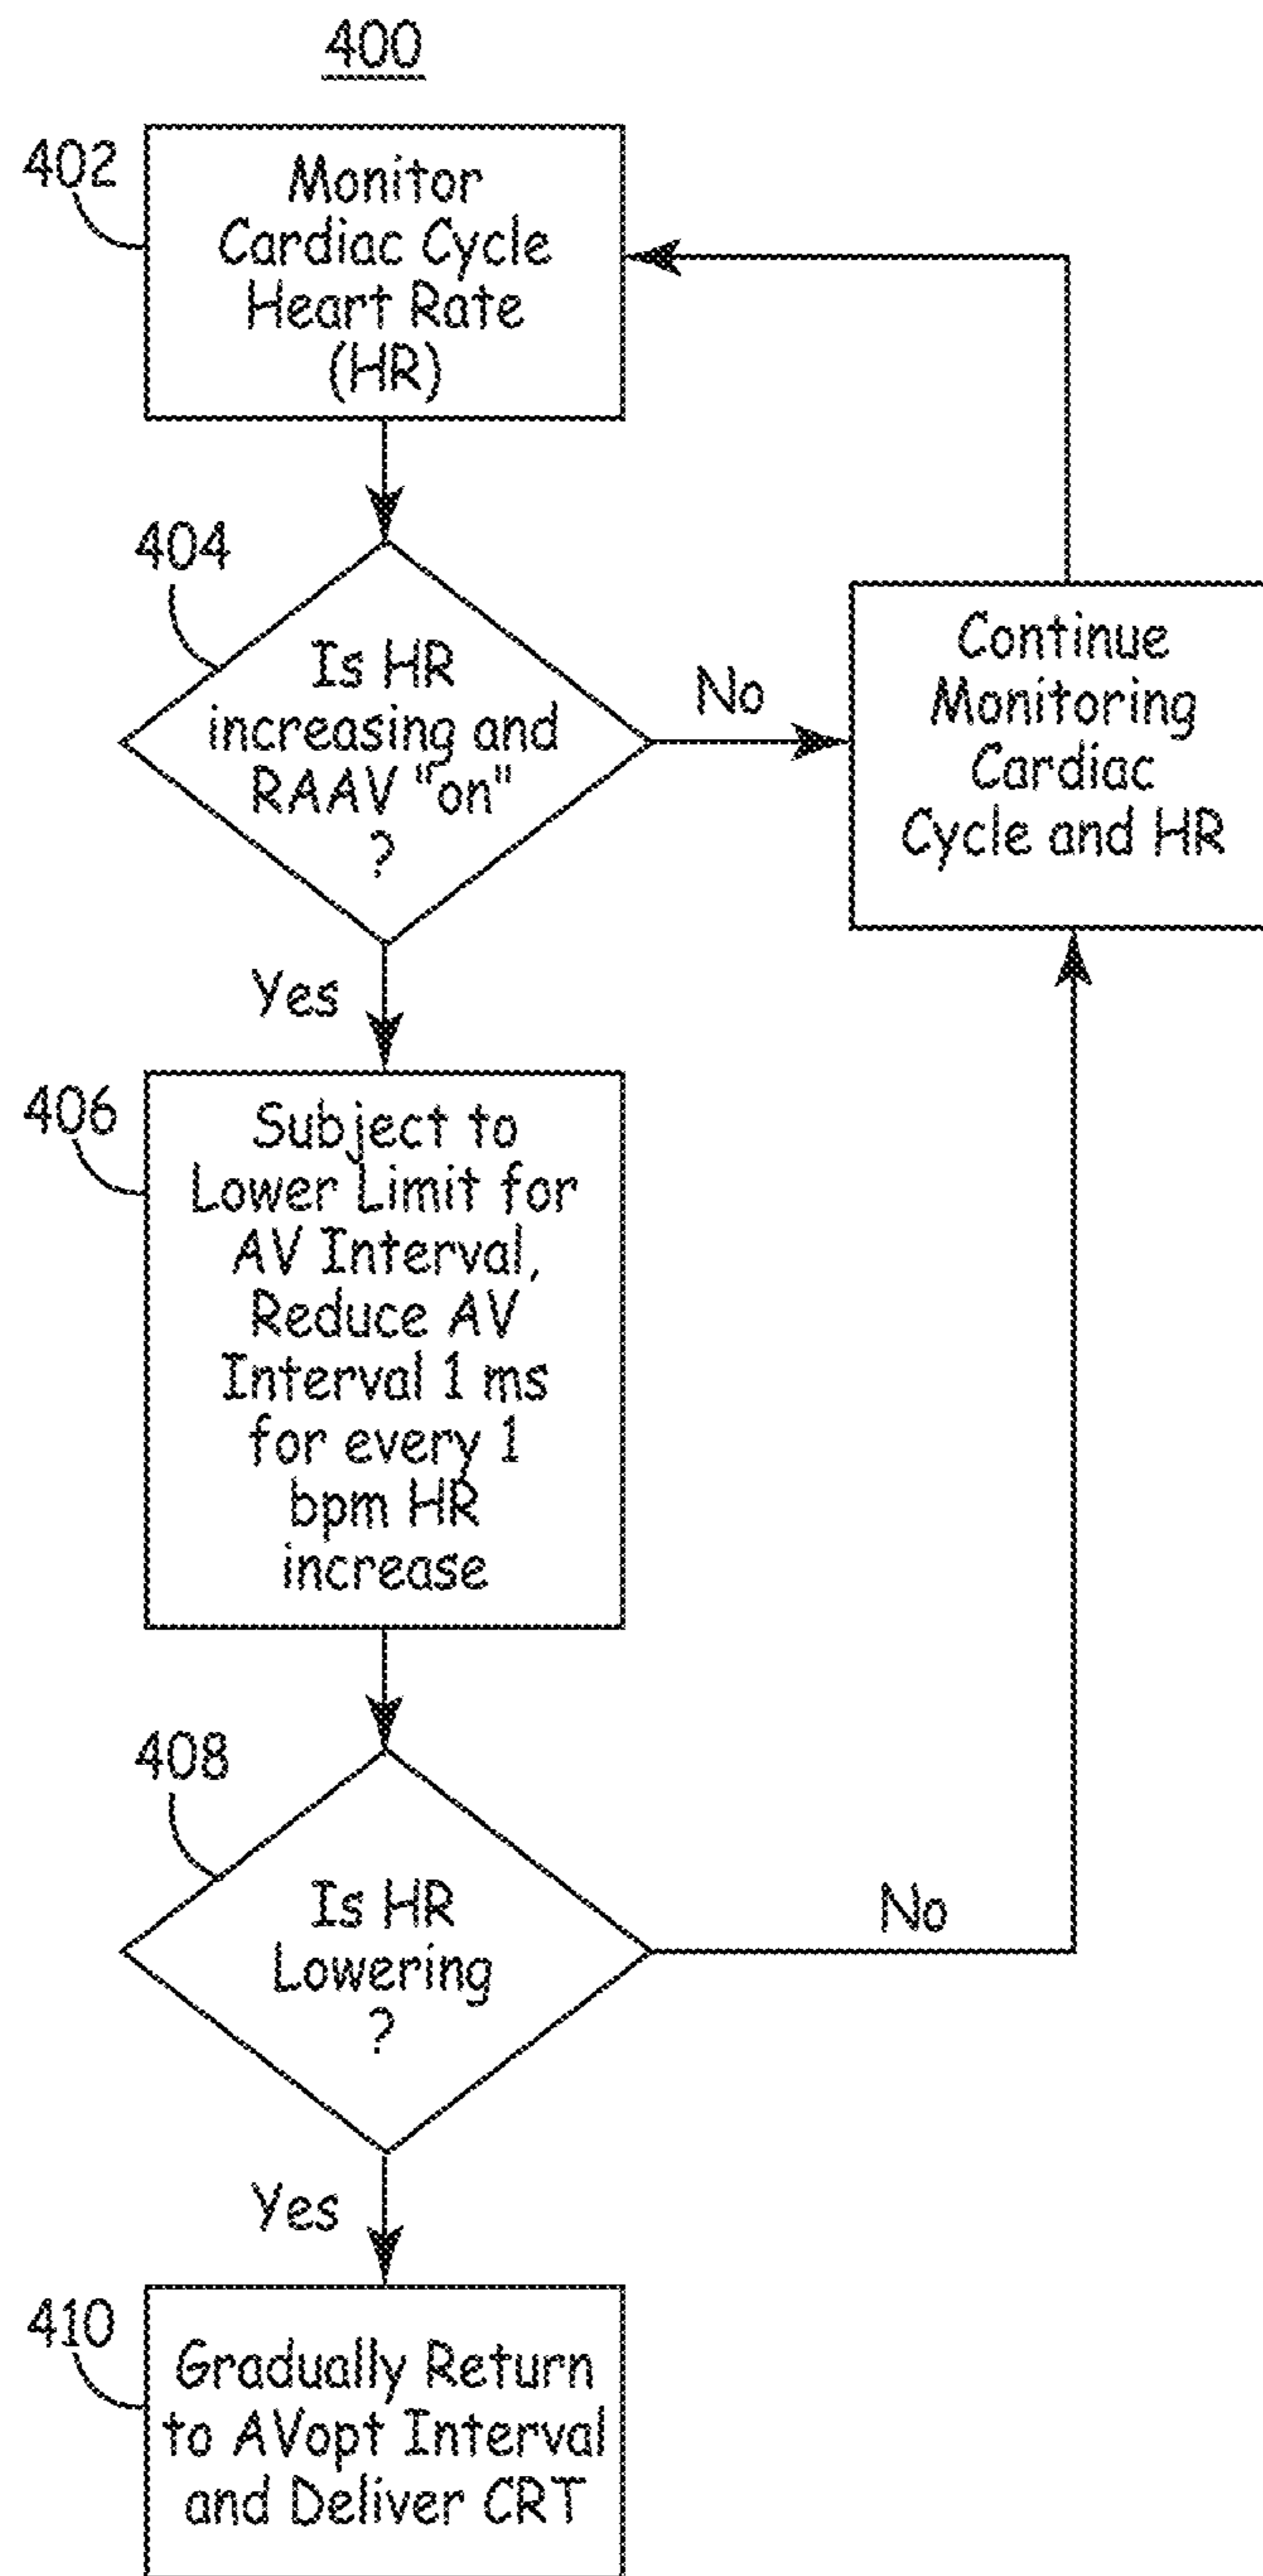 400
402
Monitor
Cardiac Cycle
Heart Rate
(HR)
404
Is HR
increasing and
RAAV "on"
?
No
Continue
Monitoring
Cardiac
Cycle and HR
Yes
406
Subject to
Lower Limit for
AV Interval,
Reduce AV
Interval 1 ms
for every 1
bpm HR
increase
408
Is HR
Lowering
?
No
Yes
410
Gradually Return
to AVopt Interval
and Deliver CRT